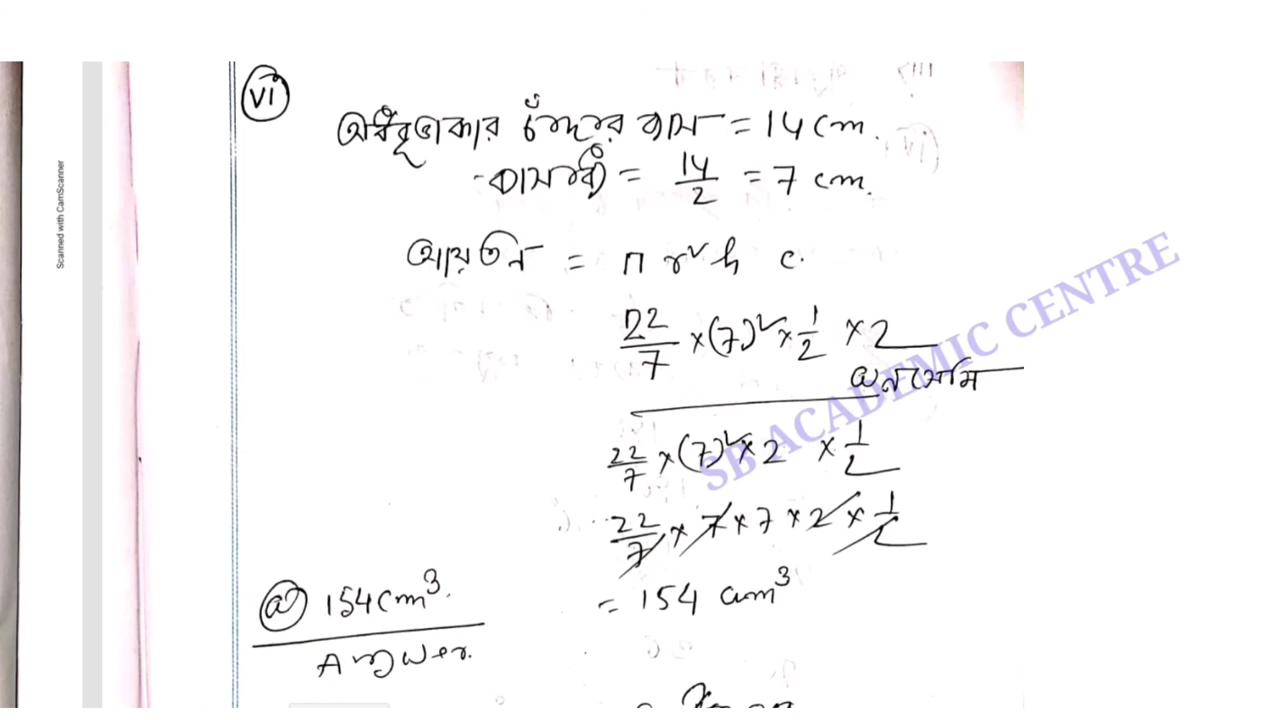 vi
অর্ধবৃত্তাকার চাঁদার ব্যাস = 14 cm.
ব্যাসার্ধ = 14/2 = 7 cm.
আয়তন = π r² h c.
22/7 × (7)² × 1/2 × 2
ঘনসেমি
22/7 × (7)² × 2 × 1/2
22/7 × 7 × 7 × 2 × 1/2
= 154 cm³
a 154 cm³.
Answer.
SB ACADEMIC CENTRE
Scanned with CamScanner